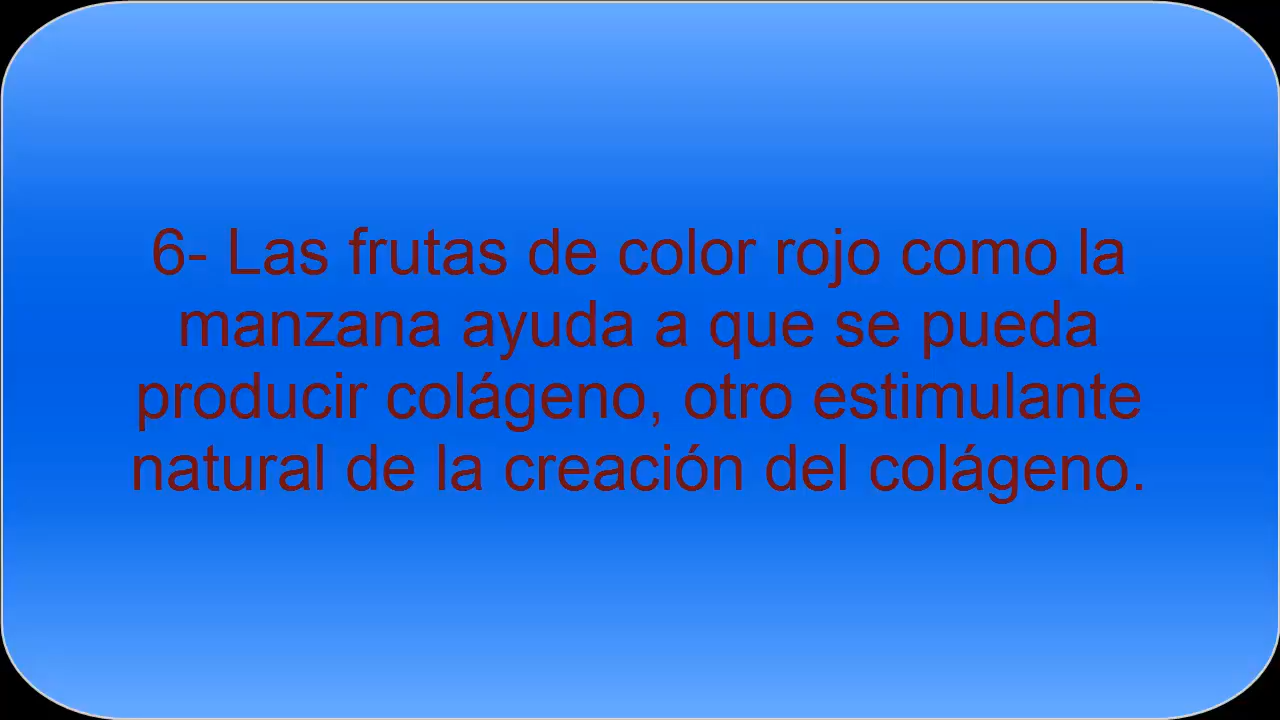 6- Las frutas de color rojo como la
manzana ayuda a que se pueda
producir colágeno, otro estimulante
natural de la creación del colágeno.